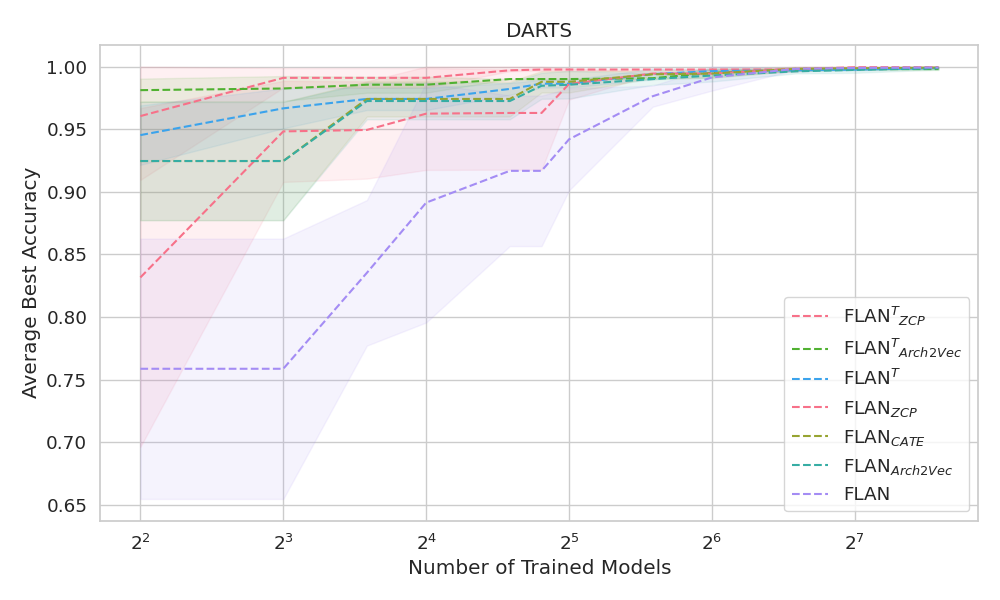 DARTS
Average Best Accuracy
1.00
0.95
0.90
0.85
0.80
0.75
0.70
0.65
2^2 2^3 2^4 2^5 2^6 2^7
Number of Trained Models
FLAN^T_ZCP
FLAN^T_Arch2Vec
FLAN^T
FLAN_ZCP
FLAN_CATE
FLAN_Arch2Vec
FLAN